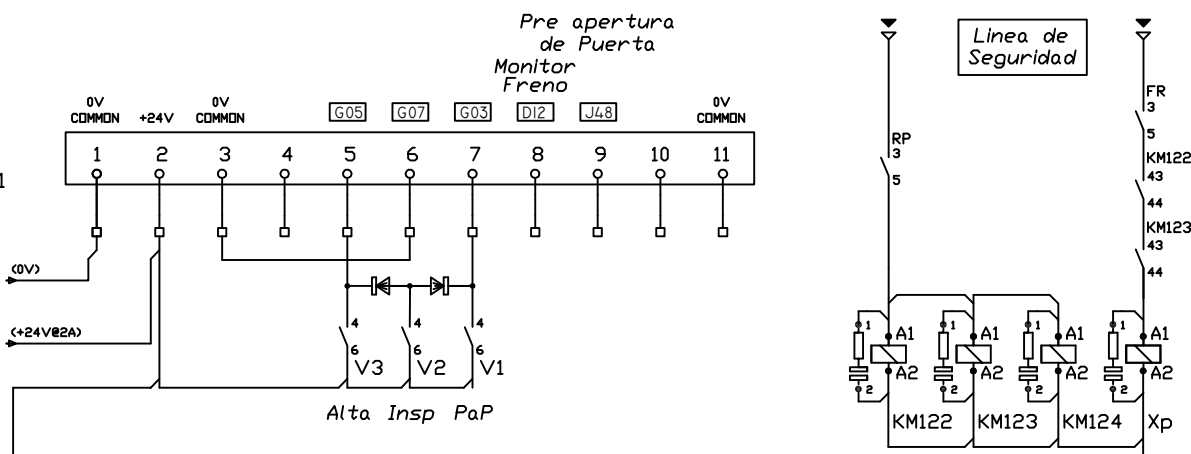 Pre apertura
de Puerta
Monitor
Freno
0V
COMMON
+24V
0V
COMMON
G05
G07
G03
DI2
J48
0V
COMMON
1 2 3 4 5 6 7 8 9 10 11
1
(0V)
(+24V@2A)
4
6
V3
4
6
V2
4
6
V1
Alta Insp PaP
Linea de
Seguridad
RP
3
5
FR
3
5
KM122
43
44
KM123
43
44
1
2
A1
A2
KM122
1
2
A1
A2
KM123
1
2
A1
A2
KM124
1
2
A1
A2
Xp